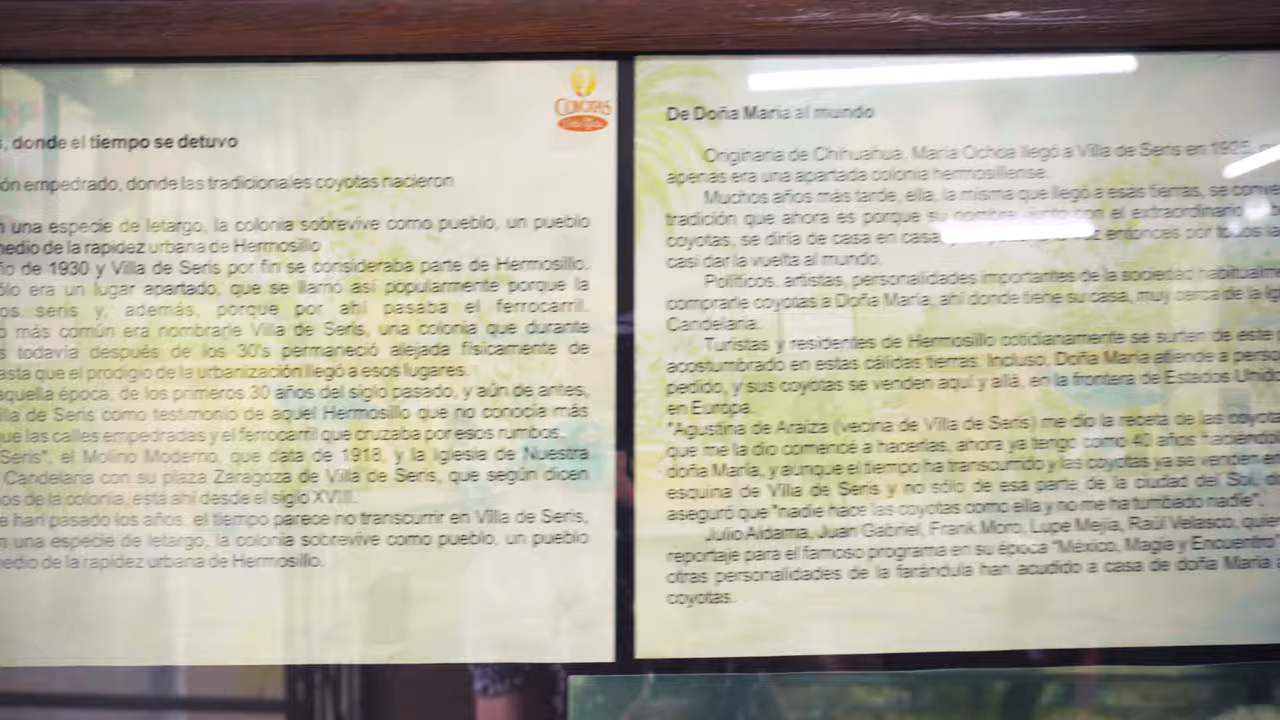 , donde el tiempo se detuvo
ón empedrado, donde las tradicionales coyotas nacieron
n una especie de letargo, la colonia sobrevive como pueblo, un pueblo
medio de la rapidez urbana de Hermosillo
ño de 1930 y Villa de Seris por fin se consideraba parte de Hermosillo.
ólo era un lugar apartado, que se llamó así popularmente porque la
os seris y, además, porque por ahí pasaba el ferrocarril.
o más común era nombrarle Villa de Seris, una colonia que durante
s todavía después de los 30's permaneció alejada físicamente de
asta que el prodigio de la urbanización llegó a esos lugares.
aquella época, de los primeros 30 años del siglo pasado, y aún de antes,
illa de Seris como testimonio de aquel Hermosillo que no conocía más
que las calles empedradas y el ferrocarril que cruzaba por esos rumbos.
Seris", el Molino Moderno, que data de 1918, y la Iglesia de Nuestra
Candelaria con su plaza Zaragoza de Villa de Seris, que según dicen
os de la colonia, está ahí desde el siglo XVIII.
e han pasado los años, el tiempo parece no transcurrir en Villa de Seris,
n una especie de letargo, la colonia sobrevive como pueblo, un pueblo
medio de la rapidez urbana de Hermosillo.
COYOTAS
Doña María
De Doña María al mundo
Originaria de Chihuahua, María Ochoa llegó a Villa de Seris en 1925,
apenas era una apartada colonia hermosillense.
Muchos años más tarde, ella, la misma que llegó a esas tierras, se conve
tradición que ahora es porque su nombre, junto con el extraordinario
coyotas, se diría de casa en casa, entonces por todos la
casi dar la vuelta al mundo.
Políticos, artistas, personalidades importantes de la sociedad habitualm
comprarle coyotas a Doña María, ahí donde tiene su casa, muy cerca de la Ig
Candelaria.
Turistas y residentes de Hermosillo cotidianamente se surten de este
acostumbrado en estas cálidas tierras. Incluso, Doña María atiende a perso
pedido, y sus coyotas se venden aquí y allá, en la frontera de Estados Unido
en Europa.
"Agustina de Araiza (vecina de Villa de Seris) me dio la receta de las coyota
que me la dio comencé a hacerlas, ahora ya tengo como 40 años haciéndo
doña María, y aunque el tiempo ha transcurrido y las coyotas ya se venden en
esquina de Villa de Seris y no sólo de esa parte de la ciudad del Sol, d
aseguró que "nadie hace las coyotas como ella y no me ha tumbado nadie".
Julio Aldama, Juan Gabriel, Frank Moro, Lupe Mejía, Raúl Velasco, quie
reportaje para el famoso programa en su época "México, Magia y Encuentro"
otras personalidades de la farándula han acudido a casa de doña María
coyotas.